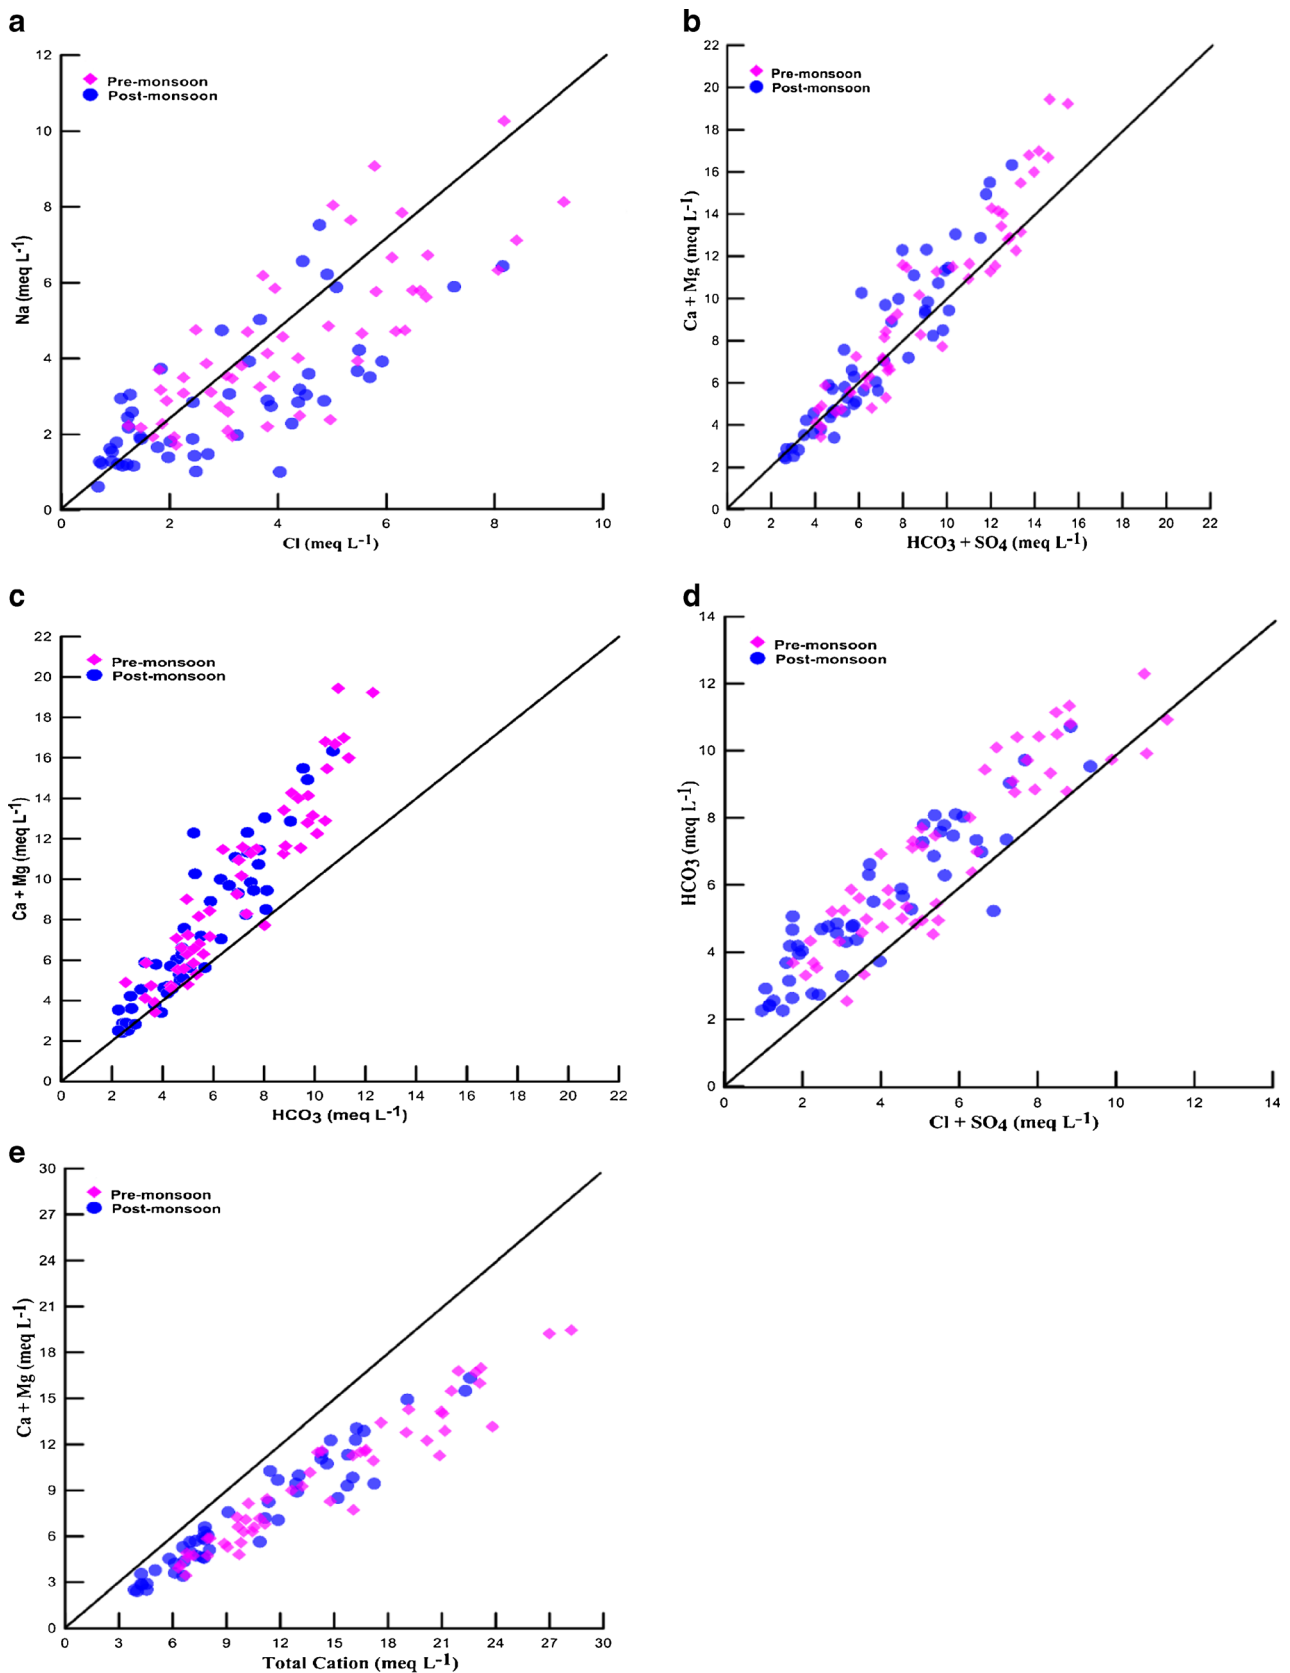 a
12
10
8
6
4
2
0
Na (meq L-1)
Pre-monsoon
Post-monsoon
0 2 4 6 8 10
Cl (meq L-1)
b
22
20
18
16
14
12
10
8
6
4
2
0
Ca + Mg (meq L-1)
Pre-monsoon
Post-monsoon
0 2 4 6 8 10 12 14 16 18 20 22
HCO3 + SO4 (meq L-1)
c
22
20
18
16
14
12
10
8
6
4
2
0
Ca + Mg (meq L-1)
Pre-monsoon
Post-monsoon
0 2 4 6 8 10 12 14 16 18 20 22
HCO3 (meq L-1)
d
14
12
10
8
6
4
2
0
HCO3 (meq L-1)
Pre-monsoon
Post-monsoon
0 2 4 6 8 10 12 14
Cl + SO4 (meq L-1)
e
30
27
24
21
18
15
12
9
6
3
0
Ca + Mg (meq L-1)
Pre-monsoon
Post-monsoon
0 3 6 9 12 15 18 21 24 27 30
Total Cation (meq L-1)